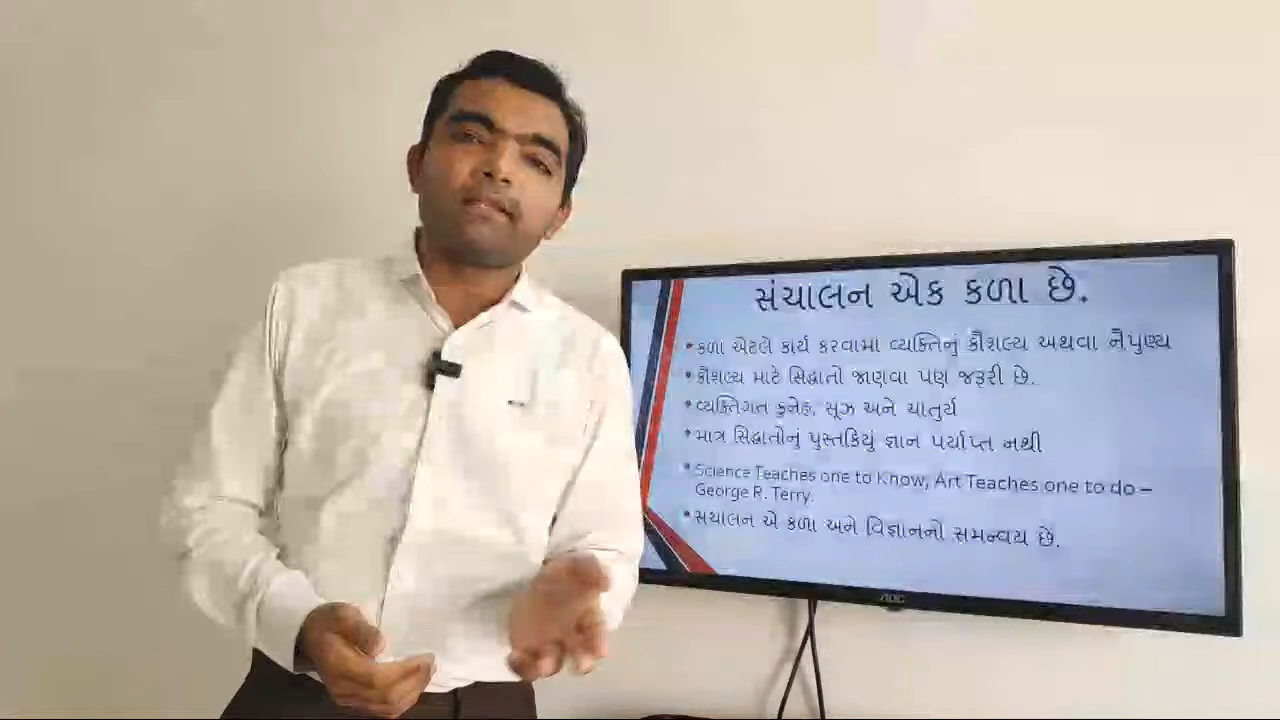 સંચાલન એક કળા છે.
• કળા એટલે કાર્ય કરવામા વ્યક્તિનું કૌશલ્ય અથવા નૈપુણ્ય
• કૌશલ્ય માટે સિદ્ધાતો જાણવા પણ જરૂરી છે.
• વ્યક્તિગત કુનેહ, સૂઝ અને ચાતુર્ય
• માત્ર સિદ્ધાતોનું પુસ્તકિયું જ્ઞાન પર્યાપ્ત નથી
• Science Teaches one to Know, Art Teaches one to do –
George R. Terry.
• સંચાલન એ કળા અને વિજ્ઞાનનો સમન્વય છે.
AOC